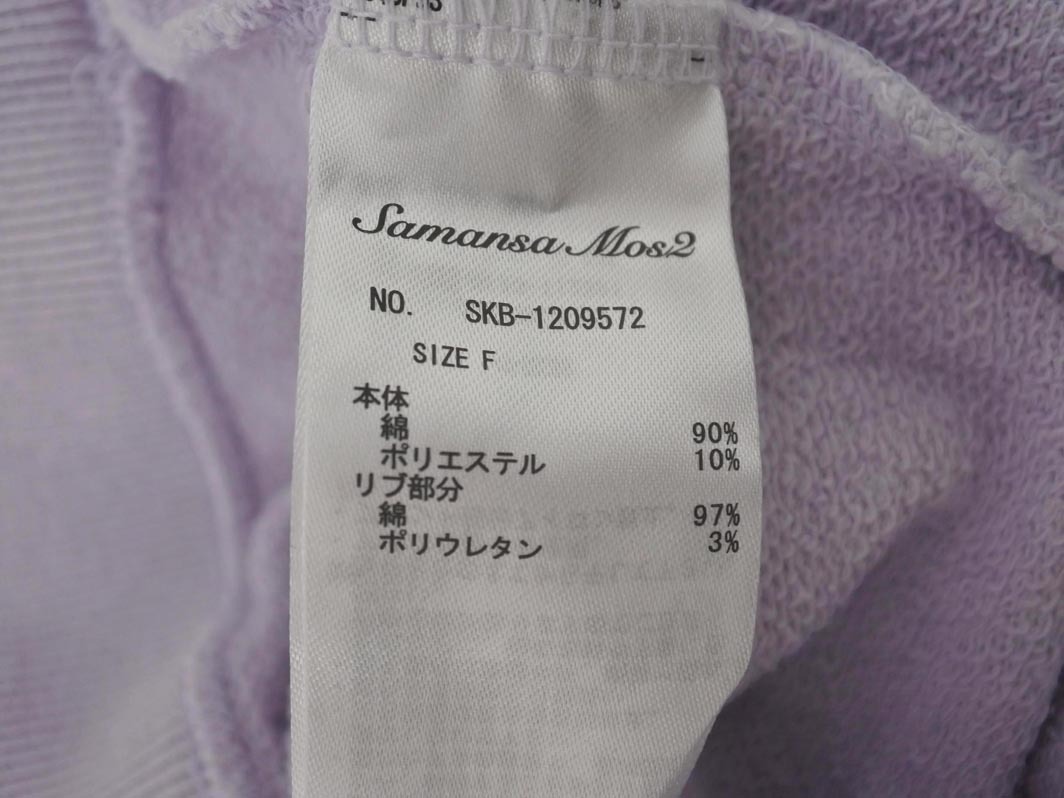 Samansa Mos2
NO. SKB-1209572
SIZE F
本体
綿 90%
ポリエステル 10%
リブ部分
綿 97%
ポリウレタン 3%